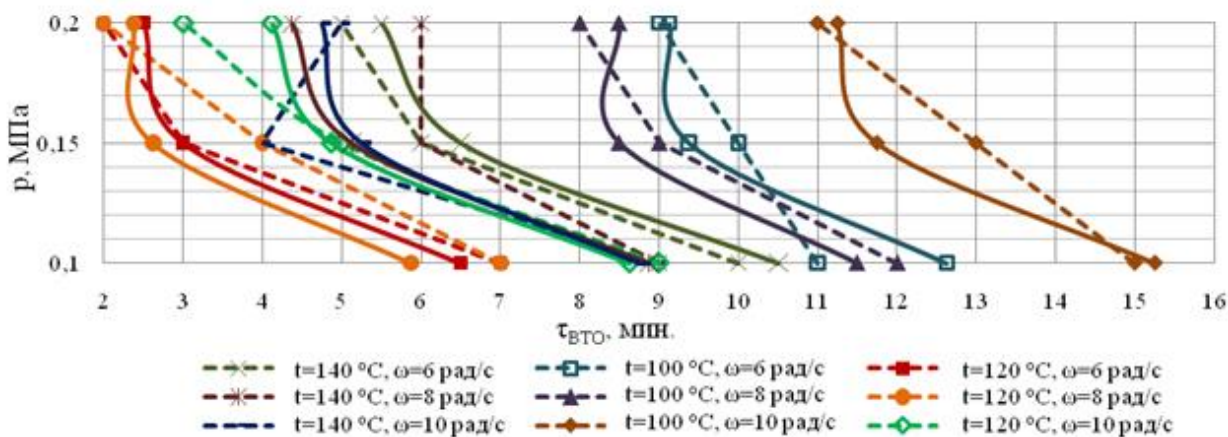 p. МПа
0,2
0,15
0,1
2 3 4 5 6 7 8 9 10 11 12 13 14 15 16
τВТО, мин.
t=140 °C, ω=6 рад/с t=100 °C, ω=6 рад/с t=120 °C, ω=6 рад/с
t=140 °C, ω=8 рад/с t=100 °C, ω=8 рад/с t=120 °C, ω=8 рад/с
t=140 °C, ω=10 рад/с t=100 °C, ω=10 рад/с t=120 °C, ω=10 рад/с